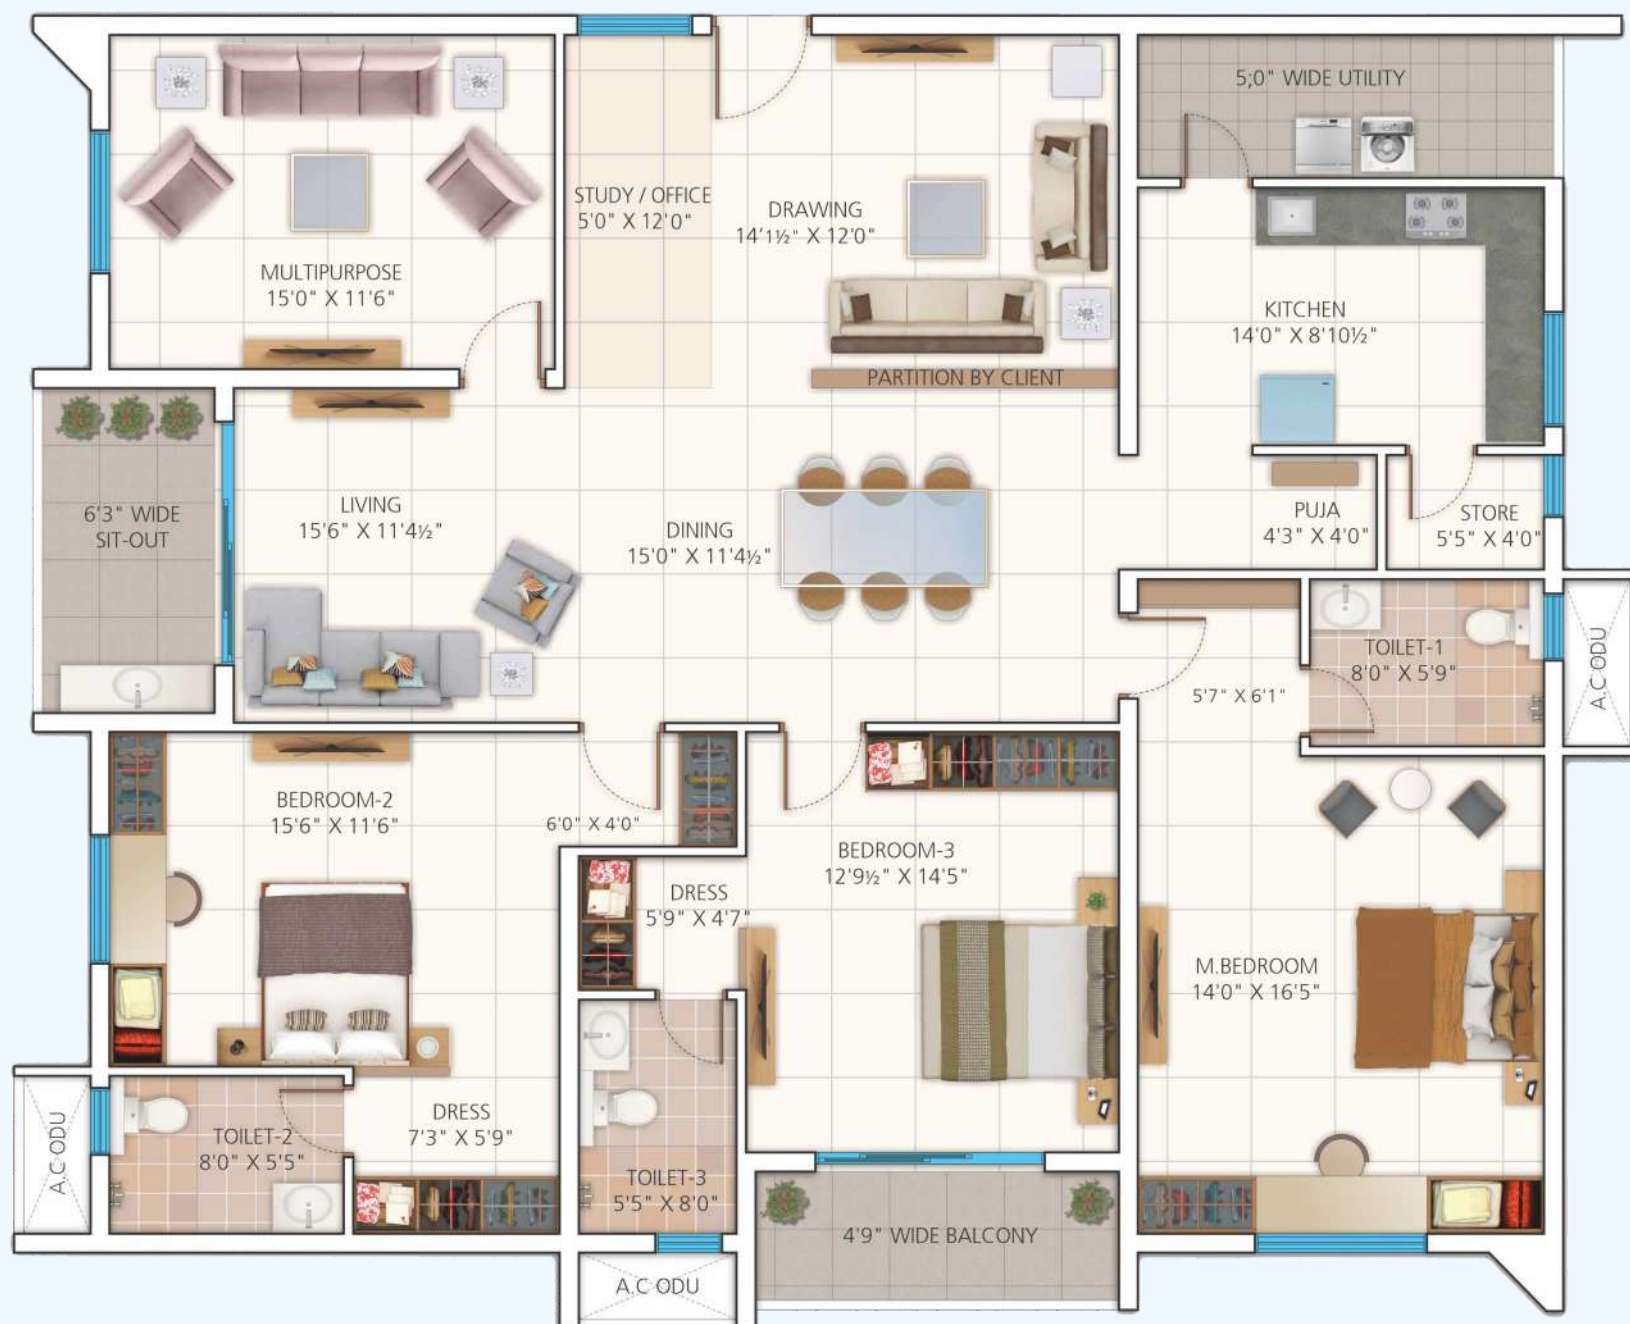 5;0" WIDE UTILITY
STUDY / OFFICE
5'0" X 12'0"
DRAWING
14'1½" X 12'0"
MULTIPURPOSE
15'0" X 11'6"
KITCHEN
14'0" X 8'10½"
PARTITION BY CLIENT
6'3" WIDE
SIT-OUT
LIVING
15'6" X 11'4½"
DINING
15'0" X 11'4½"
PUJA
4'3" X 4'0"
STORE
5'5" X 4'0"
TOILET-1
8'0" X 5'9"
A.C ODU
5'7" X 6'1"
BEDROOM-2
15'6" X 11'6"
6'0" X 4'0"
BEDROOM-3
12'9½" X 14'5"
DRESS
5'9" X 4'7"
M.BEDROOM
14'0" X 16'5"
A.C ODU
TOILET-2
8'0" X 5'5"
DRESS
7'3" X 5'9"
TOILET-3
5'5" X 8'0"
4'9" WIDE BALCONY
A.C ODU